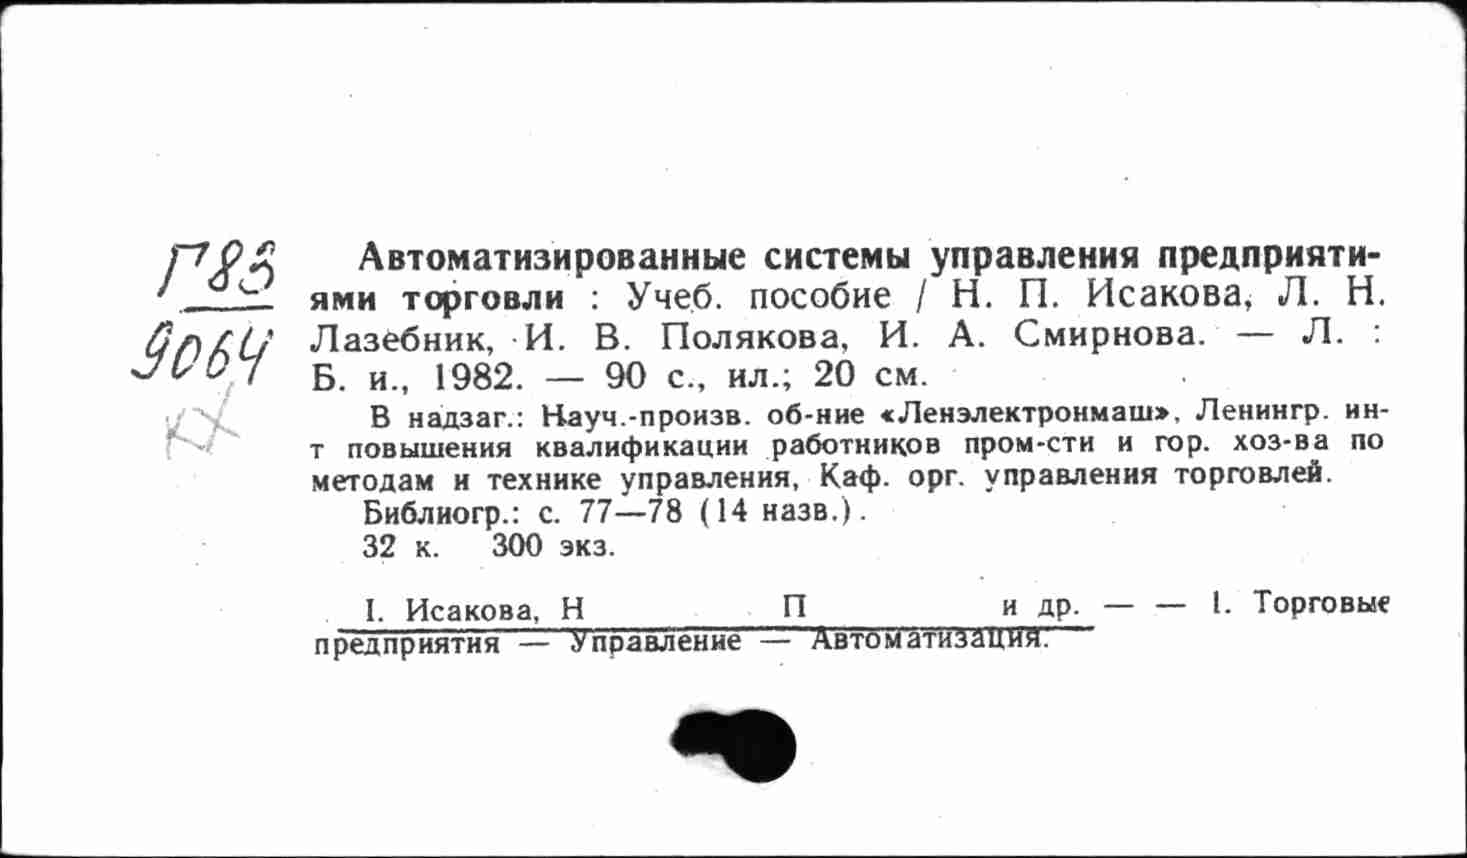 Г83
9064
кх
Автоматизированные системы управления предприяти-
ями торговли : Учеб. пособие / Н. П. Исакова, Л. Н.
Лазебник, И. В. Полякова, И. А. Смирнова. — Л. :
Б. и., 1982. — 90 с., ил.; 20 см.
В надзаг.: Науч.-произв. об-ние «Ленэлектронмаш», Ленингр. ин-
т повышения квалификации работников пром-сти и гор. хоз-ва по
методам и технике управления, Каф. орг. управления торговлей.
Библиогр.: с. 77—78 (14 назв.).
32 к. 300 экз.
I. Исакова, Н П и др. — — 1. Торговые
предприятия — Управление — Автоматизация.